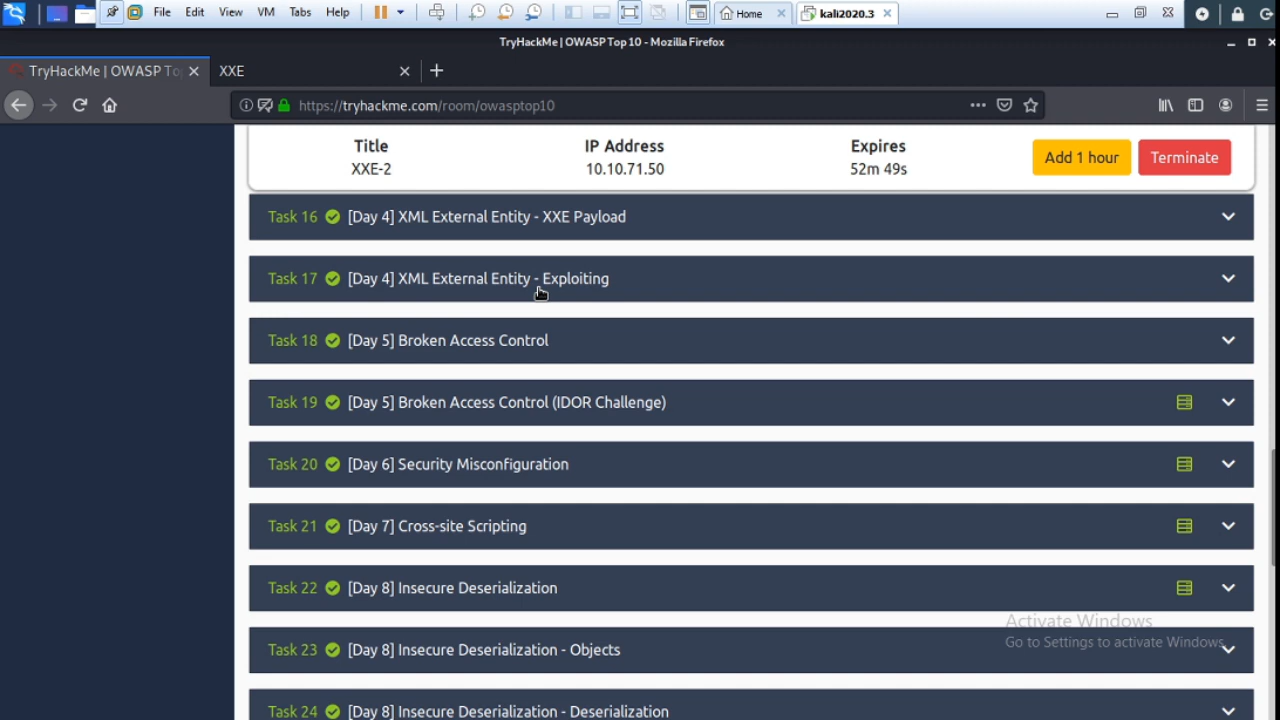 File Edit View VM Tabs Help Home kali2020.3
TryHackMe | OWASP Top 10 - Mozilla Firefox
TryHackMe | OWASP To XXE
https://tryhackme.com/room/owasptop10
Title IP Address Expires
XXE-2 10.10.71.50 52m 49s Add 1 hour Terminate
Task 16 [Day 4] XML External Entity - XXE Payload
Task 17 [Day 4] XML External Entity - Exploiting
Task 18 [Day 5] Broken Access Control
Task 19 [Day 5] Broken Access Control (IDOR Challenge)
Task 20 [Day 6] Security Misconfiguration
Task 21 [Day 7] Cross-site Scripting
Task 22 [Day 8] Insecure Deserialization
Activate Windows
Go to Settings to activate Windows.
Task 23 [Day 8] Insecure Deserialization - Objects
Task 24 [Day 8] Insecure Deserialization - Deserialization